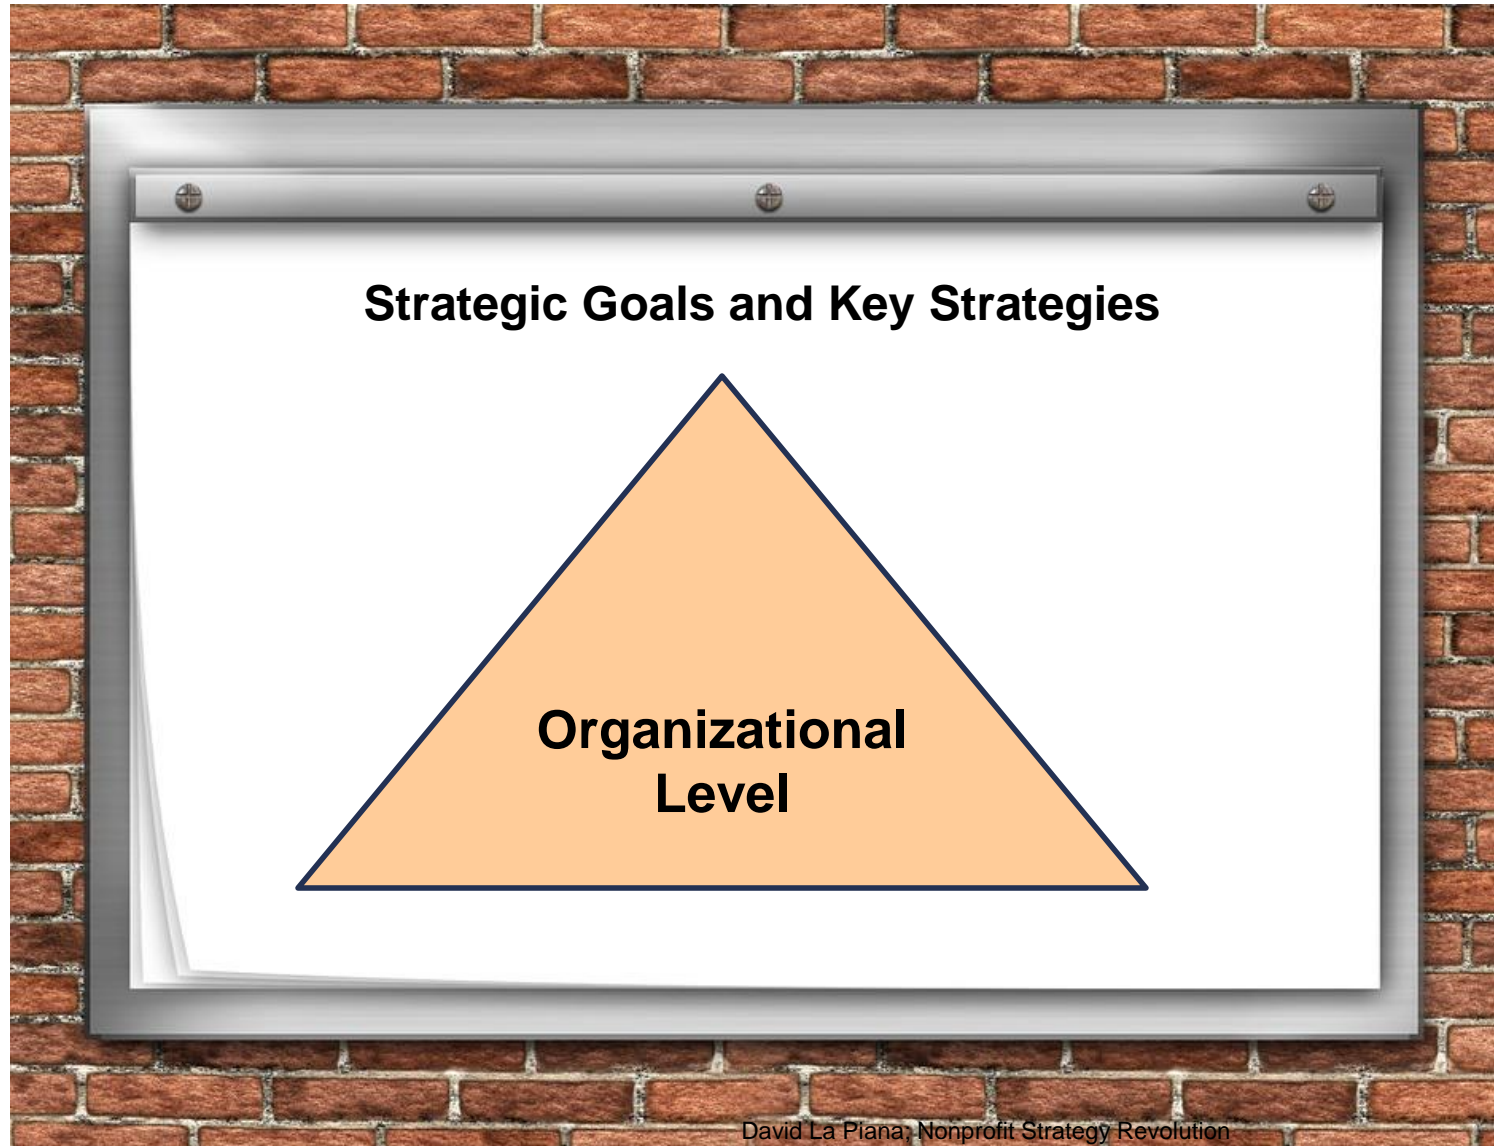 Strategic Goals and Key Strategies
Organizational
Level
David La Piana; Nonprofit Strategy Revolution